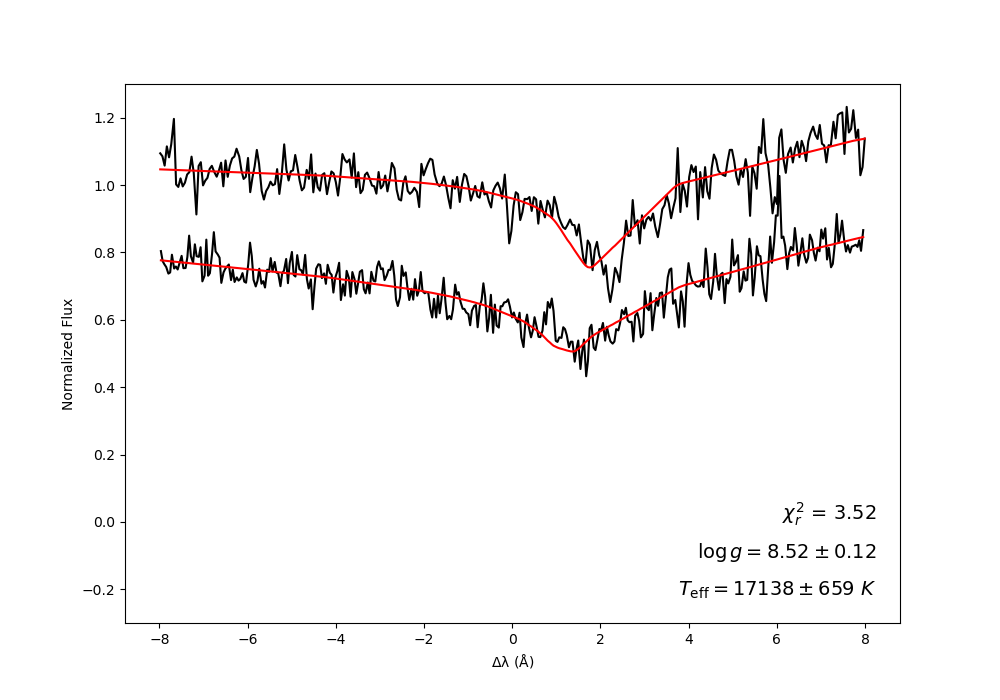 1.2
1.0
0.8
0.6
0.4
0.2
0.0
−0.2
Normalized Flux
χ²ᵣ = 3.52
log g = 8.52 ± 0.12
T_eff = 17138 ± 659 K
−8 −6 −4 −2 0 2 4 6 8
Δλ (Å)